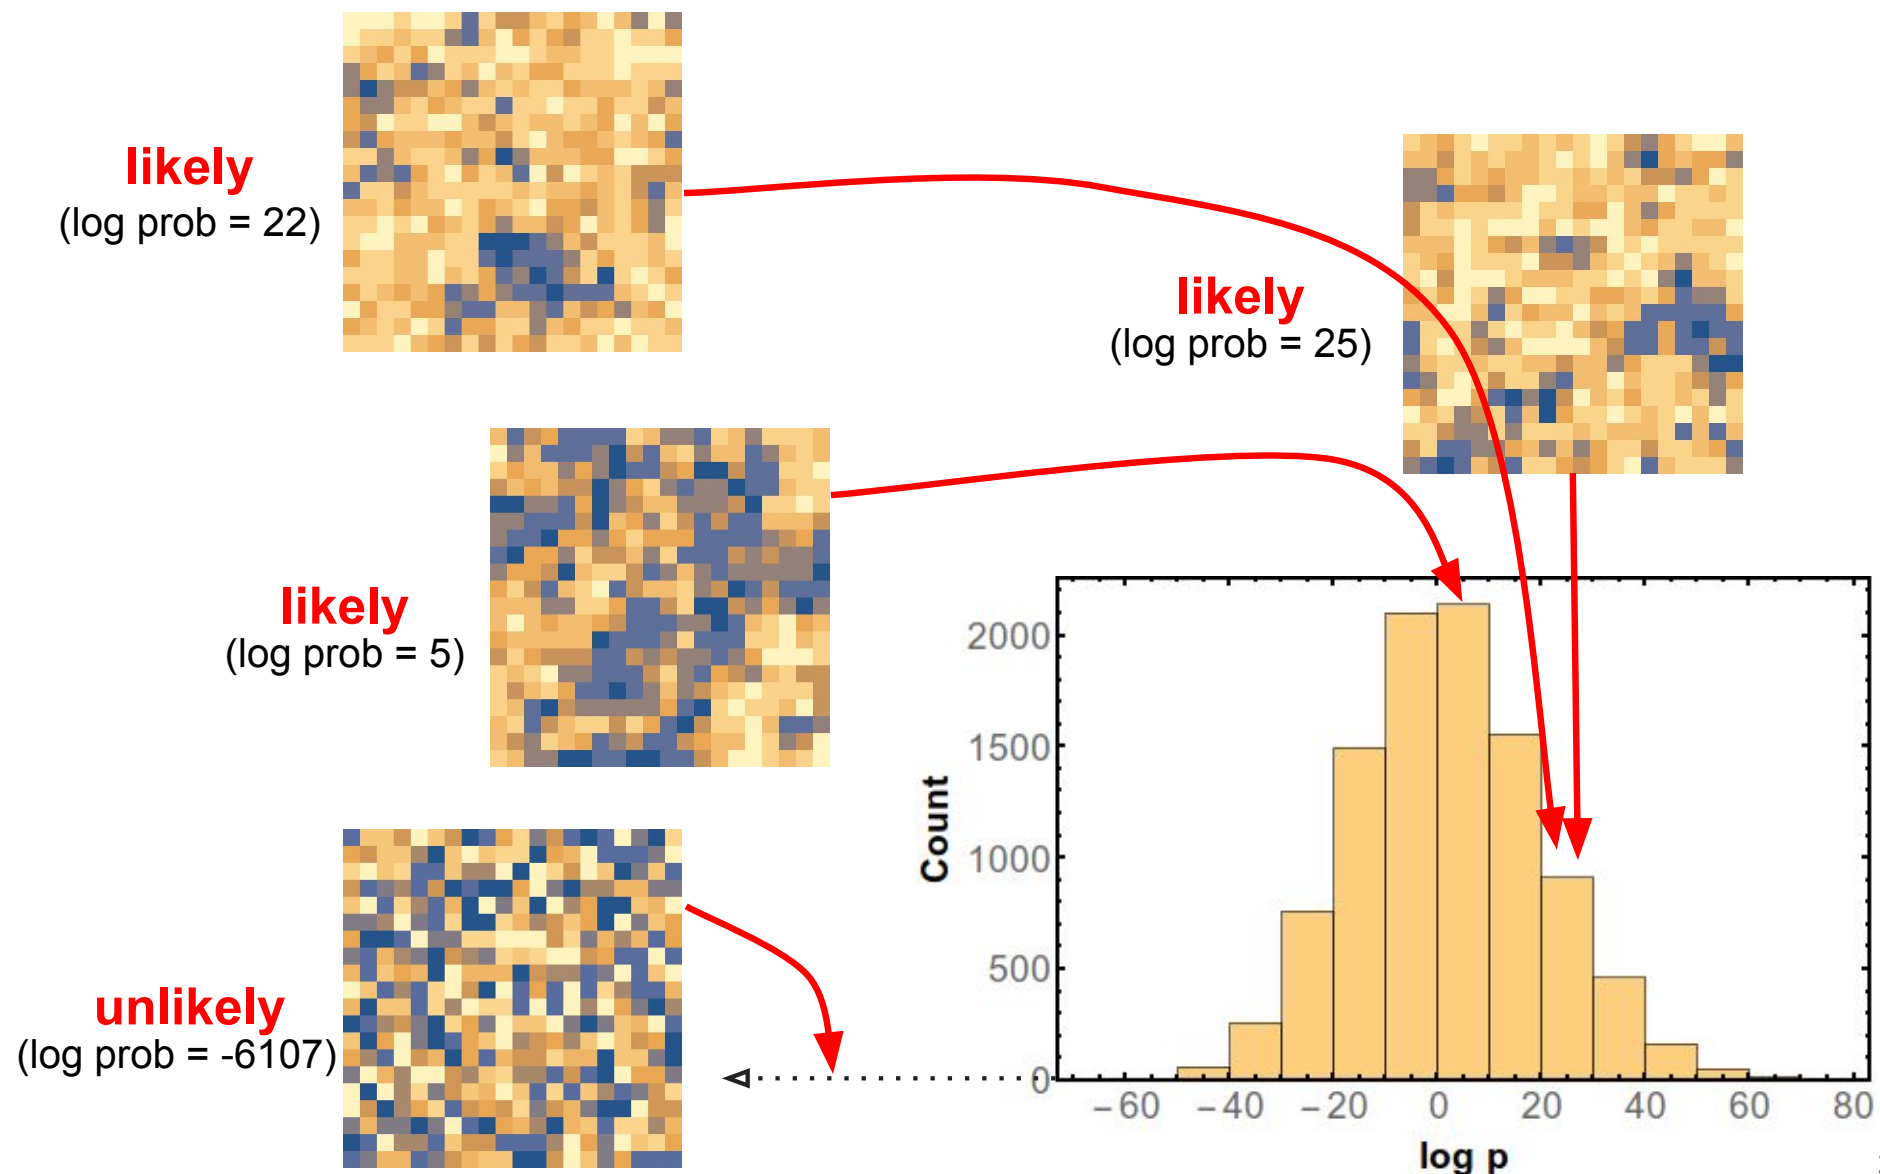 likely
(log prob = 22)
likely
(log prob = 25)
likely
(log prob = 5)
unlikely
(log prob = -6107)
Count
2000
1500
1000
500
0
−60 −40 −20 0 20 40 60 80
log p